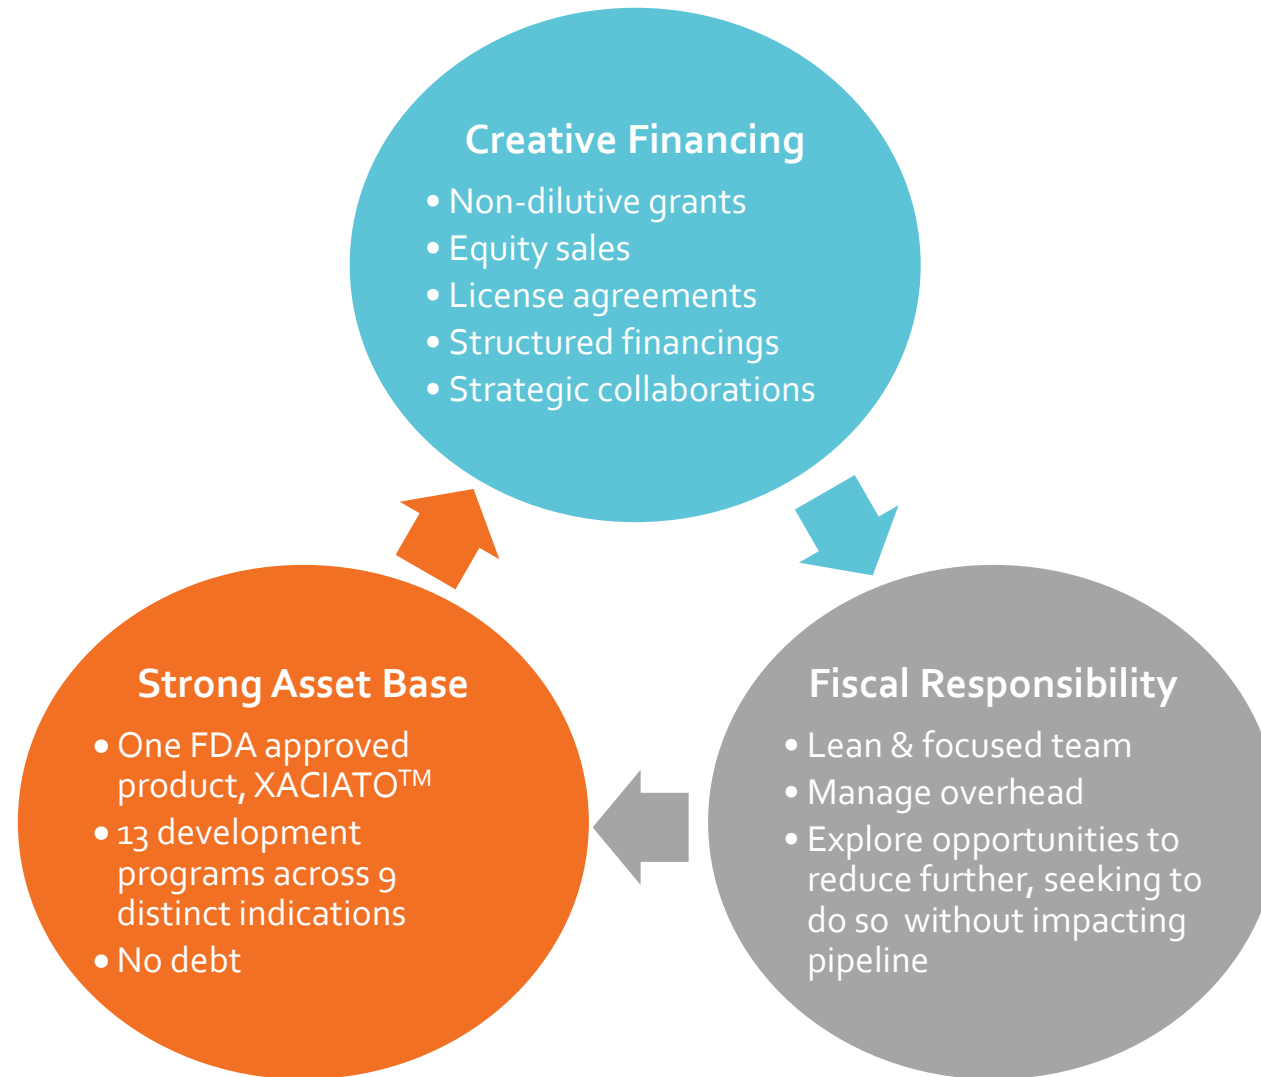 Creative Financing
• Non-dilutive grants
• Equity sales
• License agreements
• Structured financings
• Strategic collaborations
Strong Asset Base
• One FDA approved
product, XACIATO™
• 13 development
programs across 9
distinct indications
• No debt
Fiscal Responsibility
• Lean & focused team
• Manage overhead
• Explore opportunities to
reduce further, seeking to
do so  without impacting
pipeline